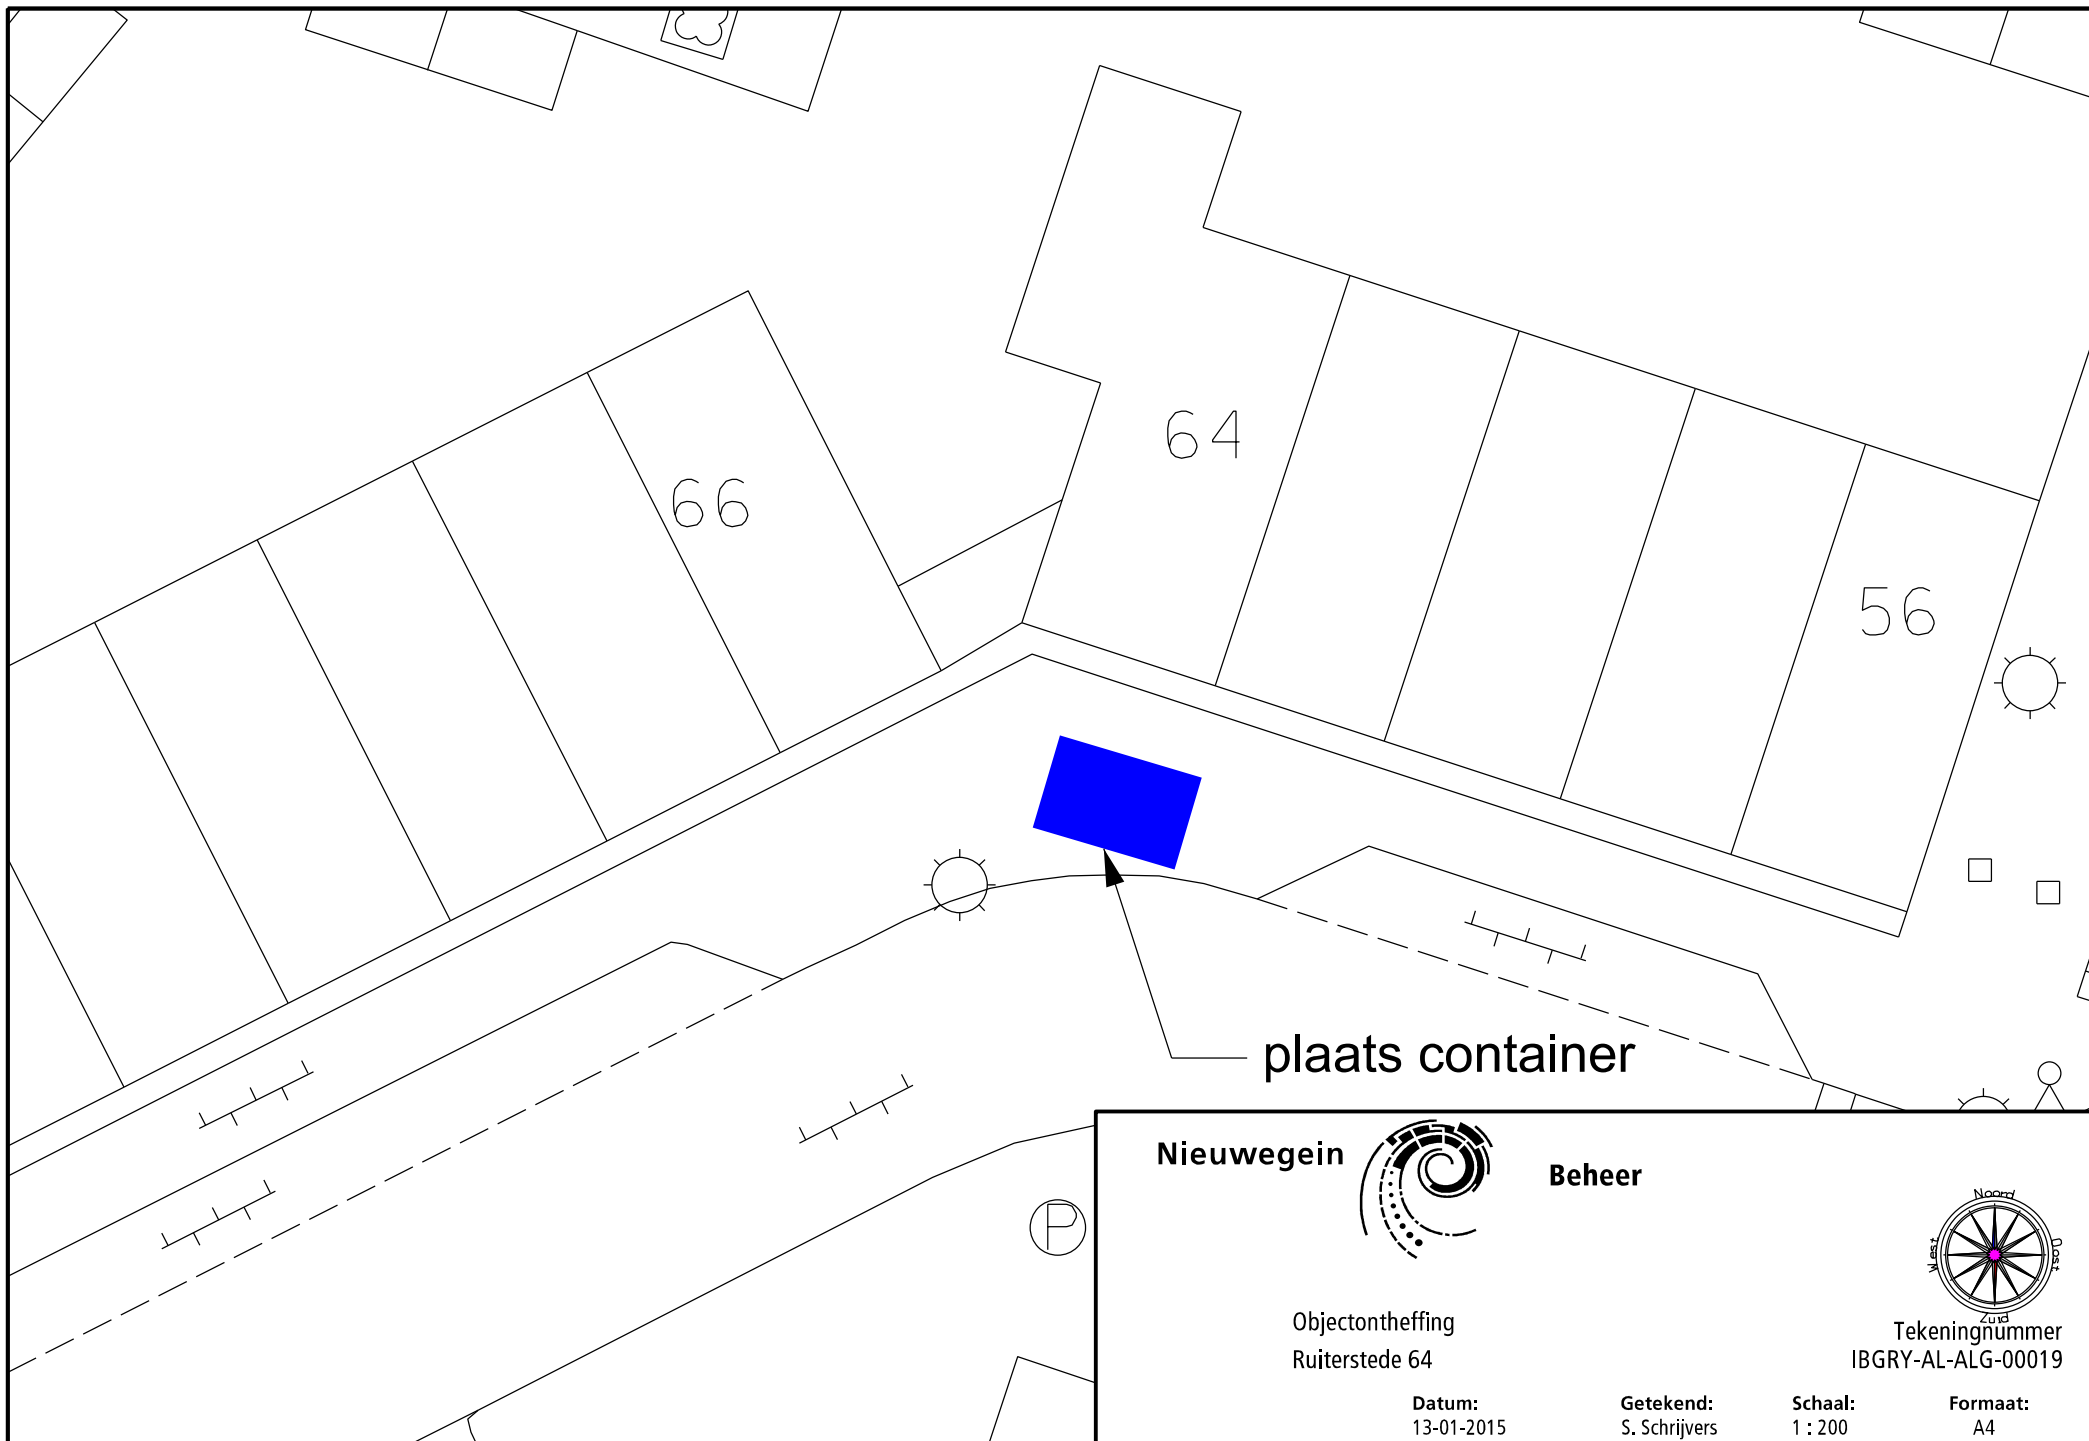 64
66
56
plaats container
P
Nieuwegein
Beheer
Noord
West
Oost
Zuid
Objectontheffing
Ruiterstede 64
Tekeningnummer
IBGRY-AL-ALG-00019
Datum:
13-01-2015
Getekend:
S. Schrijvers
Schaal:
1 : 200
Formaat:
A4